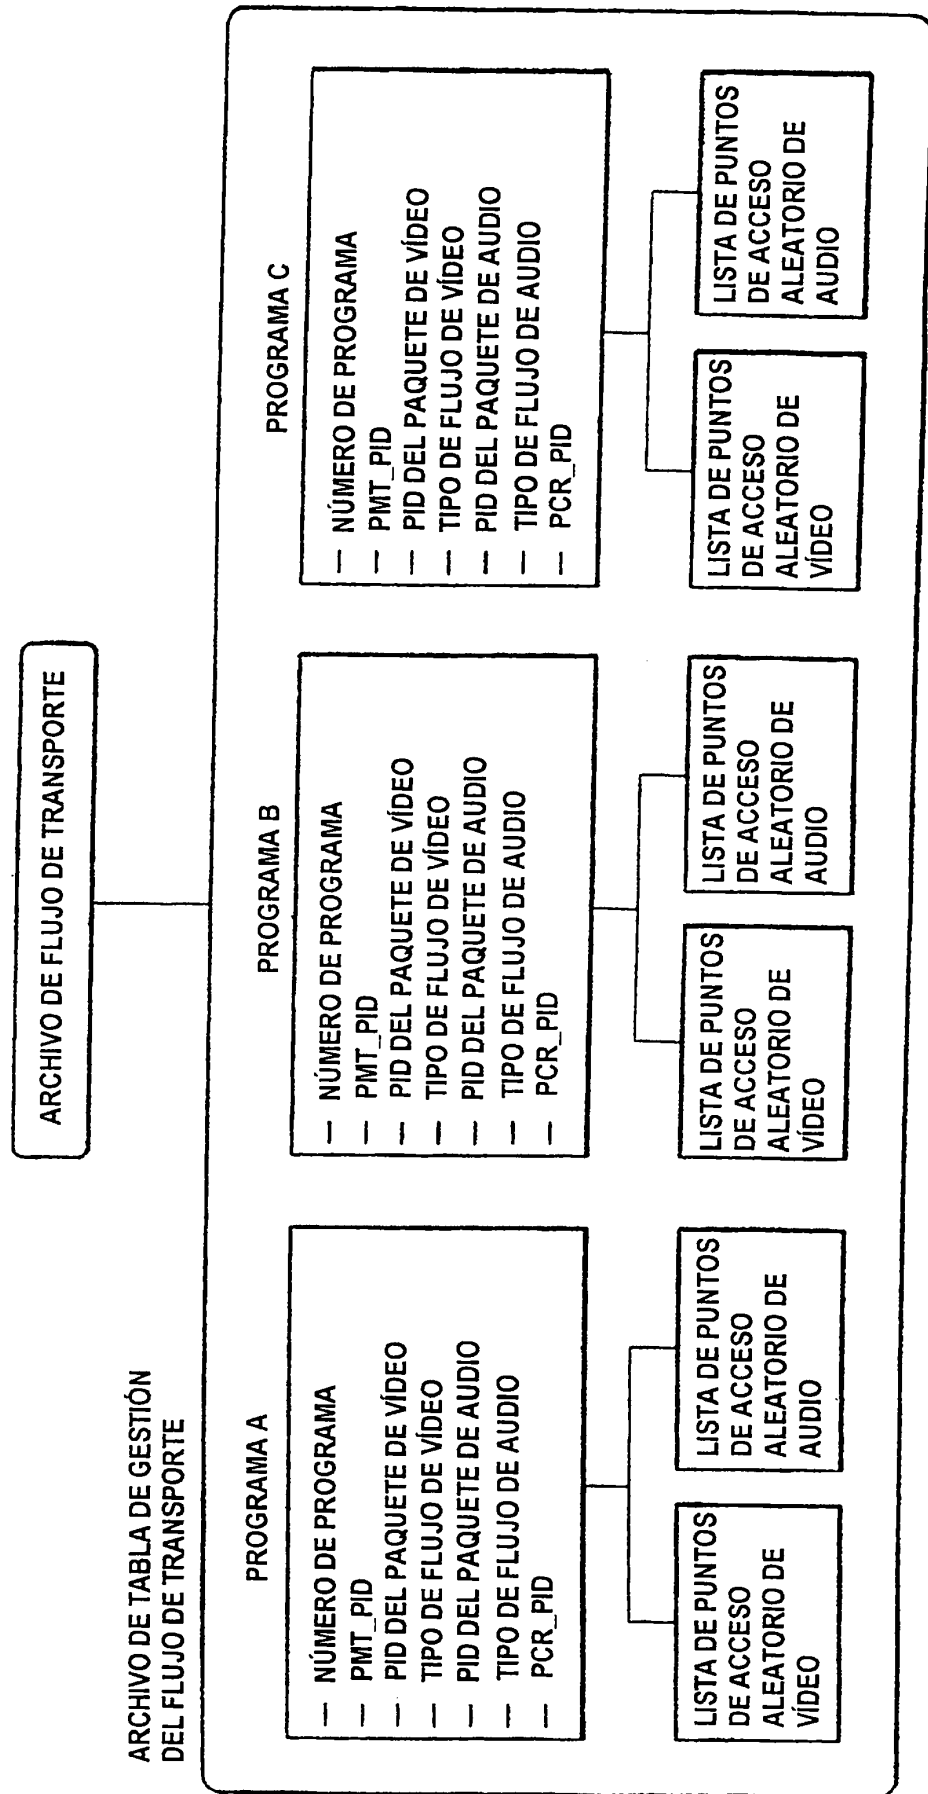 ARCHIVO DE FLUJO DE TRANSPORTE
ARCHIVO DE TABLA DE GESTIÓN
DEL FLUJO DE TRANSPORTE
PROGRAMA A
— NÚMERO DE PROGRAMA
— PMT_PID
— PID DEL PAQUETE DE VÍDEO
— TIPO DE FLUJO DE VÍDEO
— PID DEL PAQUETE DE AUDIO
— TIPO DE FLUJO DE AUDIO
— PCR_PID
LISTA DE PUNTOS
DE ACCESO
ALEATORIO DE
VÍDEO
LISTA DE PUNTOS
DE ACCESO
ALEATORIO DE
AUDIO
PROGRAMA B
— NÚMERO DE PROGRAMA
— PMT_PID
— PID DEL PAQUETE DE VÍDEO
— TIPO DE FLUJO DE VÍDEO
— PID DEL PAQUETE DE AUDIO
— TIPO DE FLUJO DE AUDIO
— PCR_PID
LISTA DE PUNTOS
DE ACCESO
ALEATORIO DE
VÍDEO
LISTA DE PUNTOS
DE ACCESO
ALEATORIO DE
AUDIO
PROGRAMA C
— NÚMERO DE PROGRAMA
— PMT_PID
— PID DEL PAQUETE DE VÍDEO
— TIPO DE FLUJO DE VÍDEO
— PID DEL PAQUETE DE AUDIO
— TIPO DE FLUJO DE AUDIO
— PCR_PID
LISTA DE PUNTOS
DE ACCESO
ALEATORIO DE
VÍDEO
LISTA DE PUNTOS
DE ACCESO
ALEATORIO DE
AUDIO